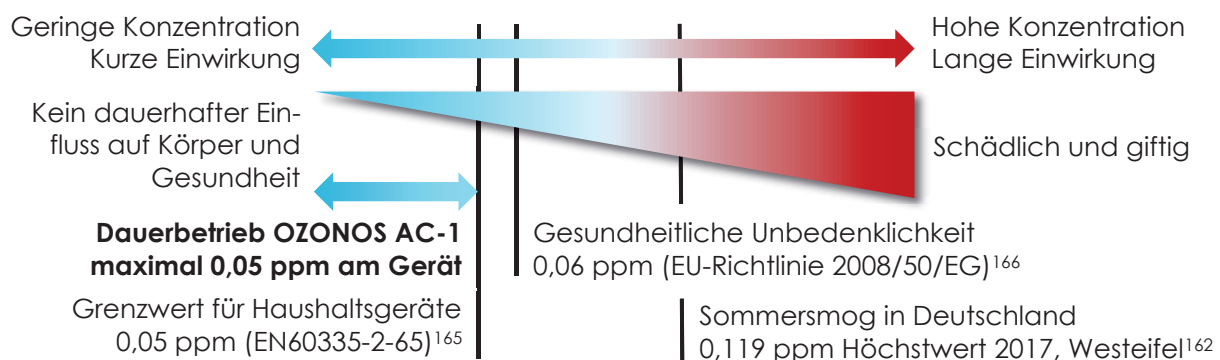 Geringe Konzentration
Kurze Einwirkung
Hohe Konzentration
Lange Einwirkung
Kein dauerhafter Ein-
fluss auf Körper und
Gesundheit
Schädlich und giftig
Dauerbetrieb OZONOS AC-1
maximal 0,05 ppm am Gerät
Gesundheitliche Unbedenklichkeit
0,06 ppm (EU-Richtlinie 2008/50/EG)¹⁶⁶
Grenzwert für Haushaltsgeräte
0,05 ppm (EN60335-2-65)¹⁶⁵
Sommersmog in Deutschland
0,119 ppm Höchstwert 2017, Westeifel¹⁶²